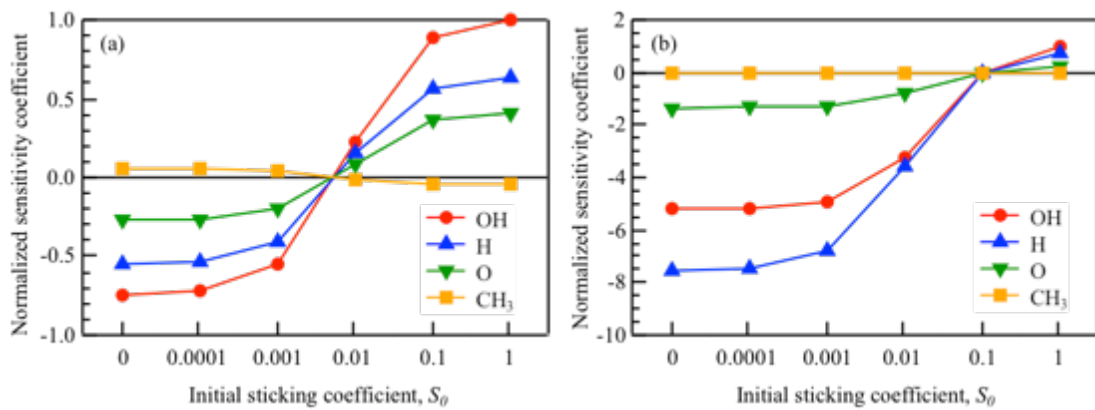 (a)
Normalized sensitivity coefficient
1.0
0.5
0.0
-0.5
-1.0
OH
H
O
CH₃
0 0.0001 0.001 0.01 0.1 1
Initial sticking coefficient, S₀
(b)
Normalized sensitivity coefficient
2
0
-2
-4
-6
-8
-10
OH
H
O
CH₃
0 0.0001 0.001 0.01 0.1 1
Initial sticking coefficient, S₀